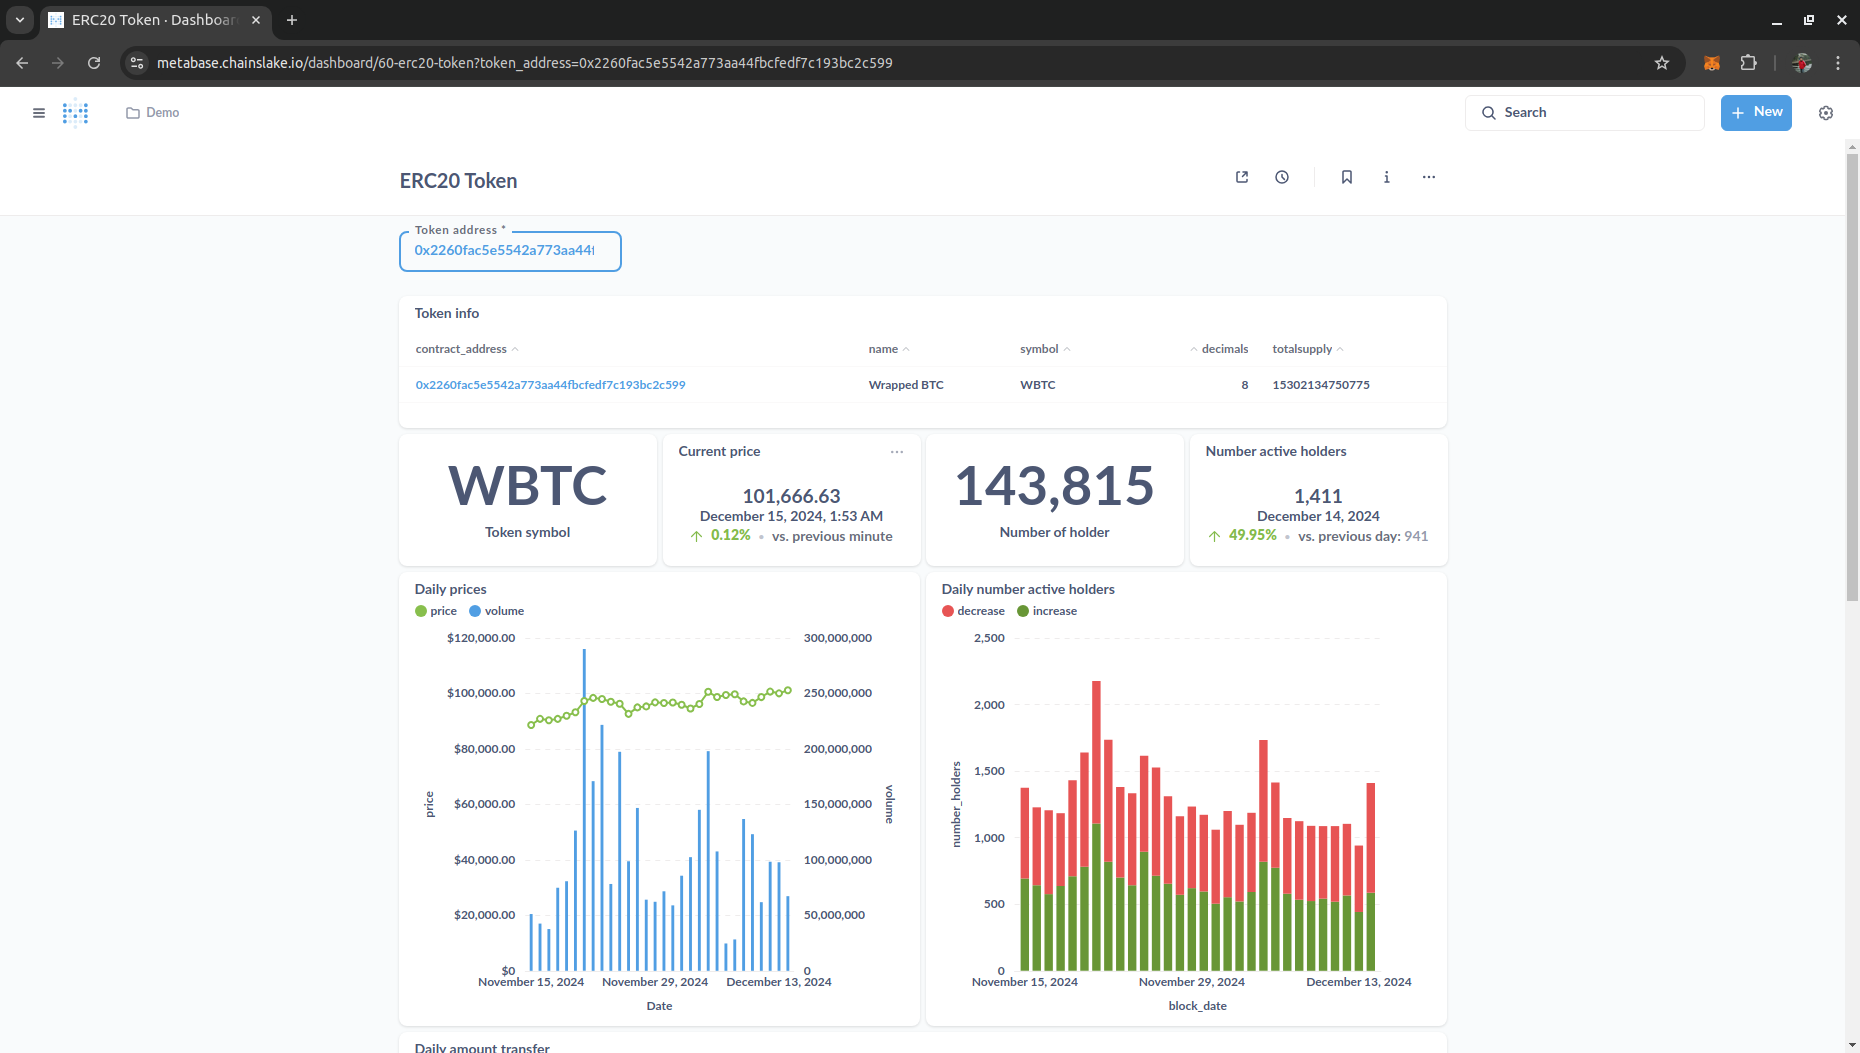 ERC20 Token · Dashboar
metabase.chainslake.io/dashboard/60-erc20-token?token_address=0x2260fac5e5542a773aa44fbcfedf7c193bc2c599
Demo
Search
+ New
ERC20 Token
Token address *
0x2260fac5e5542a773aa44f
Token info
contract_address name symbol decimals totalsupply
0x2260fac5e5542a773aa44fbcfedf7c193bc2c599 Wrapped BTC WBTC 8 15302134750775
WBTC
Token symbol
Current price
101,666.63
December 15, 2024, 1:53 AM
0.12% • vs. previous minute
143,815
Number of holder
Number active holders
1,411
December 14, 2024
49.95% • vs. previous day: 941
Daily prices
price volume
$120,000.00
$100,000.00
$80,000.00
$60,000.00
$40,000.00
$20,000.00
$0
price
300,000,000
250,000,000
200,000,000
150,000,000
100,000,000
50,000,000
0
volume
November 15, 2024 November 29, 2024 December 13, 2024
Date
Daily number active holders
decrease increase
2,500
2,000
1,500
1,000
500
0
number_holders
November 15, 2024 November 29, 2024 December 13, 2024
block_date
Daily amount transfer